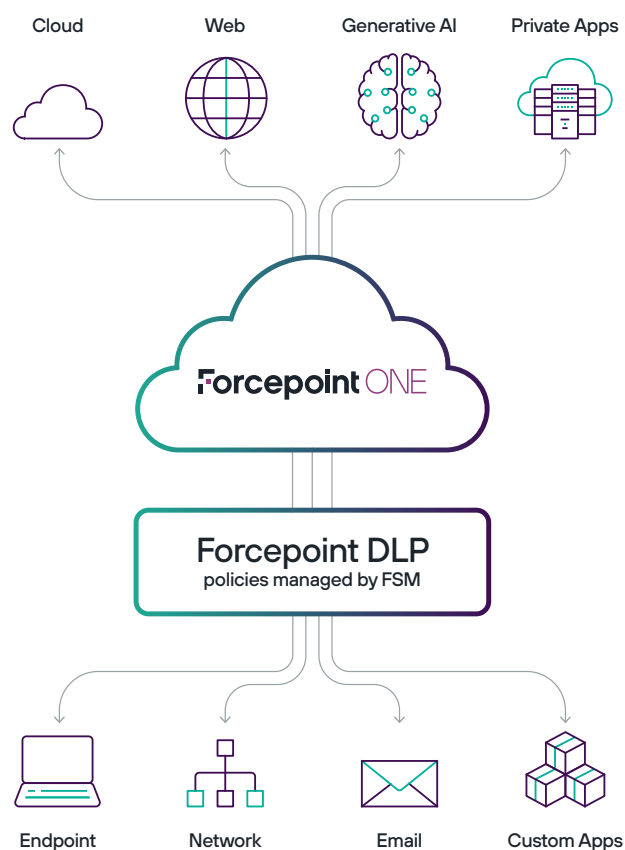 Cloud
Web
Generative AI
Private Apps
Forcepoint ONE
Forcepoint DLP
policies managed by FSM
Endpoint
Network
Email
Custom Apps